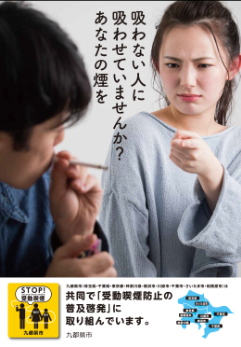 吸わない人に
吸わせていませんか？
あなたの煙を
STOP!
受動喫煙
九都県市
共同で「受動喫煙防止の
普及啓発」に
取り組んでいます。
九都県市